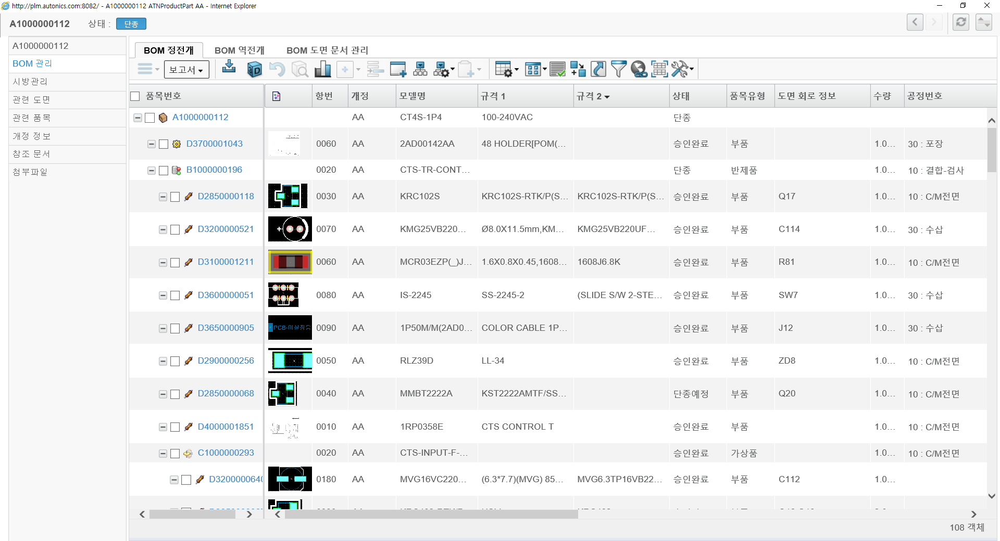 http://plm.autonics.com:8082/ - A1000000112 ATNProductPart AA - Internet Explorer
A1000000112 상태 : 단종
A1000000112
BOM 관리
시방관리
관련 도면
관련 품목
개정 정보
참조 문서
첨부파일
BOM 정전개 BOM 역전개 BOM 도면 문서 관리
보고서
품목번호 항번 개정 모델명 규격 1 규격 2 상태 품목유형 도면 회로 정보 수량 공정번호
A1000000112 AA CT4S-1P4 100-240VAC 단종
D3700001043 0060 AA 2AD00142AA 48 HOLDER[POM(... 승인완료 부품 1.0... 30 : 포장
B1000000196 0020 AA CTS-TR-CONT... 단종 반제품 1.0... 10 : 결합-검사
D2850000118 0030 AA KRC102S KRC102S-RTK/P(S... KRC102S-RTK/P(S... 승인완료 부품 Q17 1.0... 10 : C/M전면
D3200000521 0070 AA KMG25VB220... Ø8.0X11.5mm,KM... KMG25VB220UF... 승인완료 부품 C114 1.0... 30 : 수삽
D3100001211 0060 AA MCR03EZP(_)J... 1.6X0.8X0.45,1608... 1608J6.8K 승인완료 부품 R81 1.0... 10 : C/M전면
D3600000051 0080 AA IS-2245 SS-2245-2 (SLIDE S/W 2-STE... 승인완료 부품 SW7 1.0... 30 : 수삽
D3650000905 0090 AA 1P50M/M(2AD0... COLOR CABLE 1P... 승인완료 부품 J12 1.0... 30 : 수삽
D2900000256 0050 AA RLZ39D LL-34 승인완료 부품 ZD8 1.0... 10 : C/M전면
D2850000068 0040 AA MMBT2222A KST2222AMTF/SS... 단종예정 부품 Q20 1.0... 10 : C/M전면
D4000001851 0010 AA 1RP0358E CTS CONTROL T 승인완료 부품 1.0... 10 : C/M전면
C1000000293 0020 AA CTS-INPUT-F-... 승인완료 가상품 1.0... 10 : C/M전면
D3200000640 0180 AA MVG16VC220... (6.3*7.7)(MVG) 85... MVG6.3TP16VB22... 승인완료 부품 C112 1.0...
108 객체